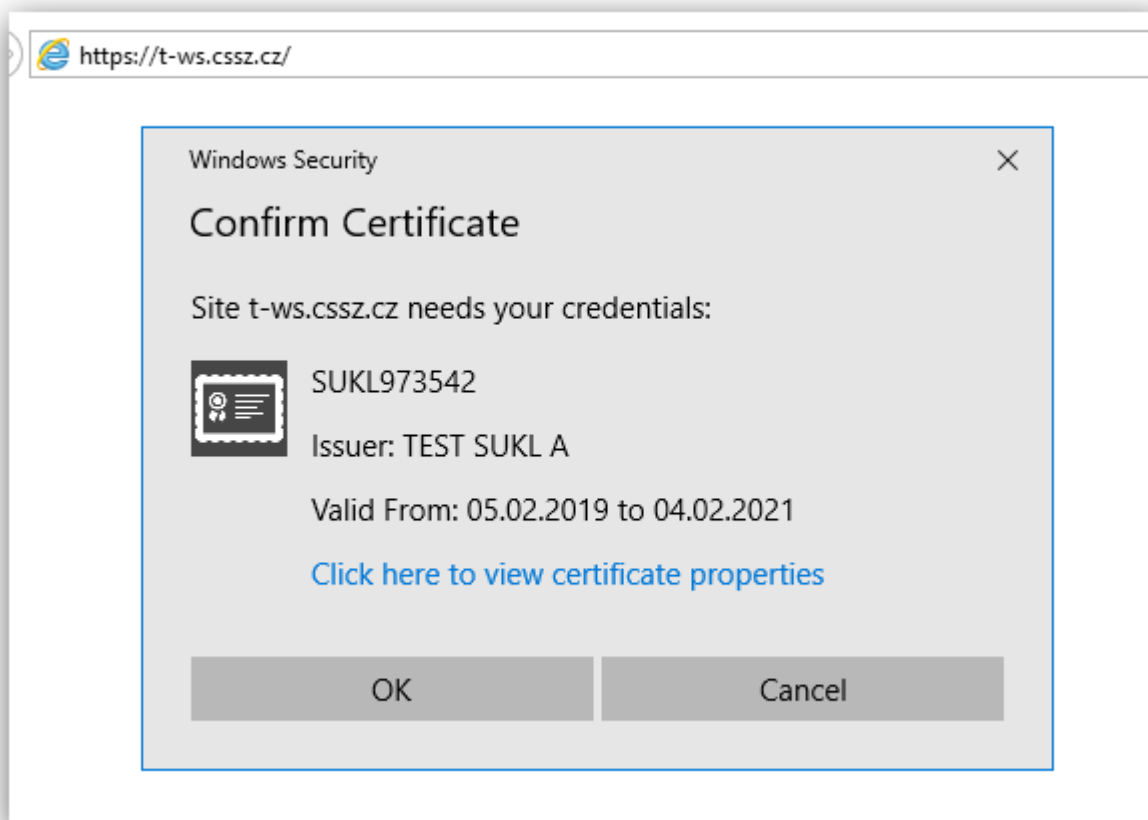 https://t-ws.cssz.cz/
Windows Security
Confirm Certificate
Site t-ws.cssz.cz needs your credentials:
SUKL973542
Issuer: TEST SUKL A
Valid From: 05.02.2019 to 04.02.2021
Click here to view certificate properties
OK
Cancel